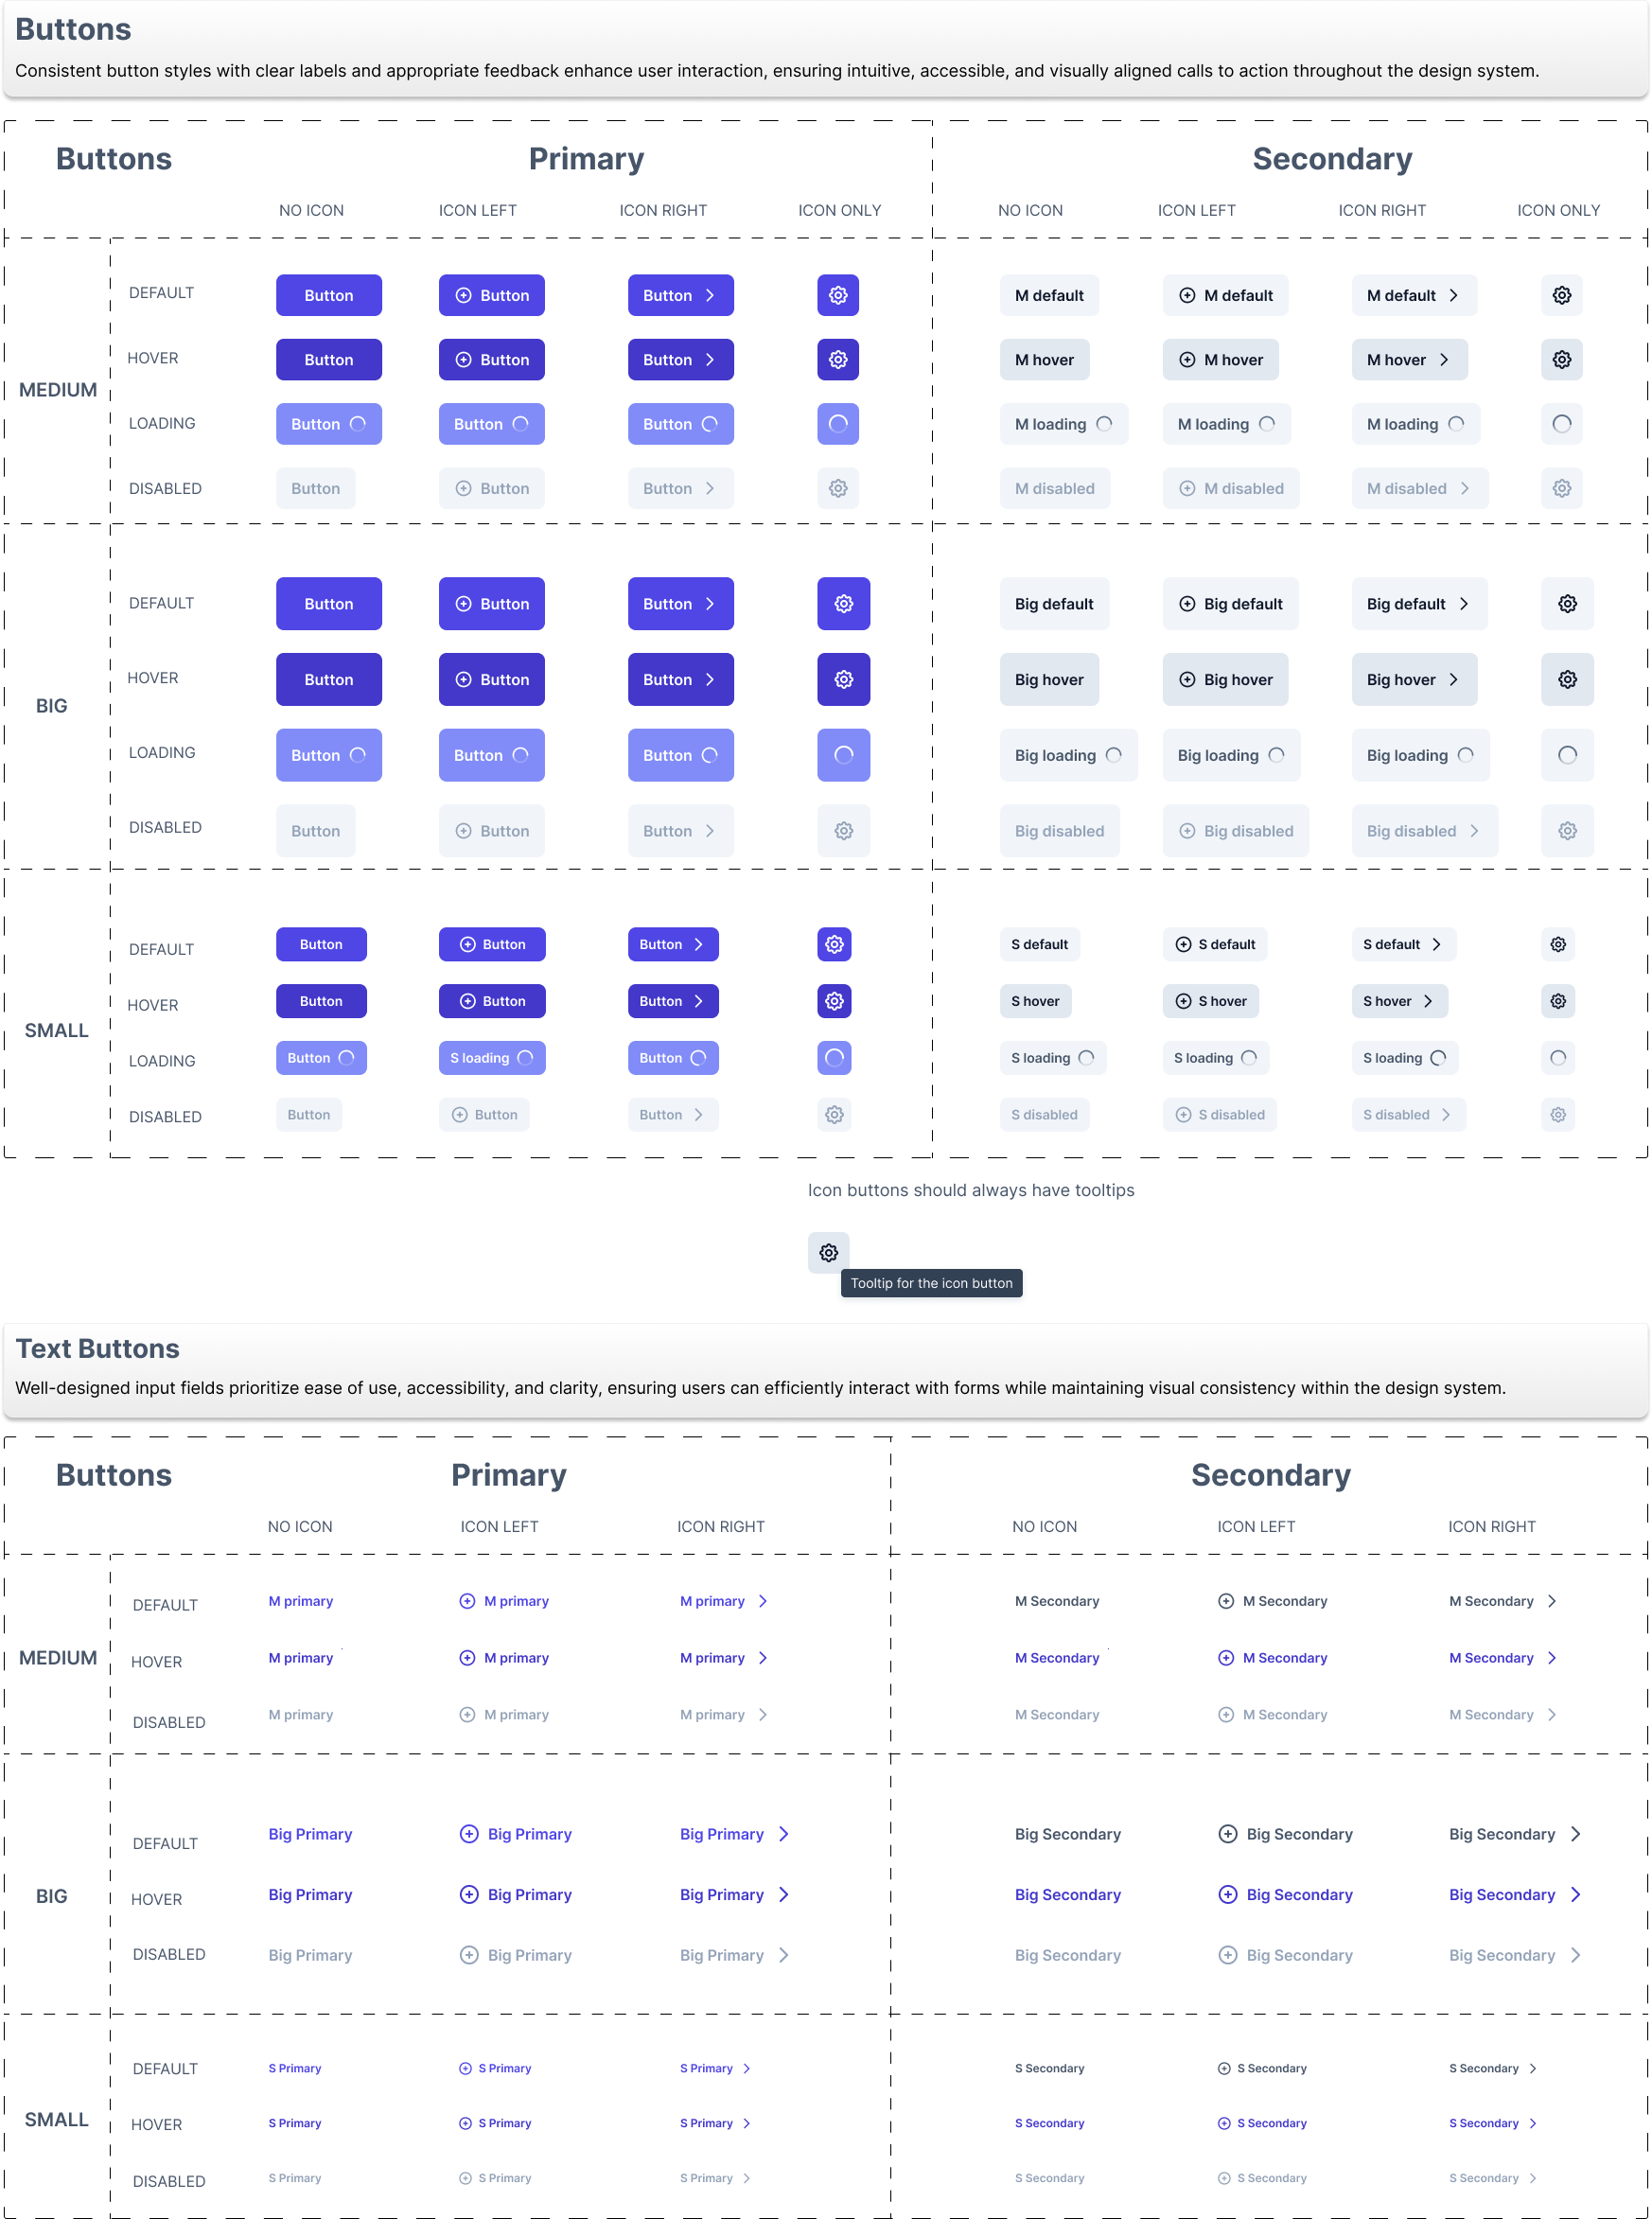 Buttons
Consistent button styles with clear labels and appropriate feedback enhance user interaction, ensuring intuitive, accessible, and visually aligned calls to action throughout the design system.
Buttons Primary Secondary
NO ICON ICON LEFT ICON RIGHT ICON ONLY NO ICON ICON LEFT ICON RIGHT ICON ONLY
MEDIUM
DEFAULT Button Button Button M default M default M default
HOVER Button Button Button M hover M hover M hover
LOADING Button Button Button M loading M loading M loading
DISABLED Button Button Button M disabled M disabled M disabled
BIG
DEFAULT Button Button Button Big default Big default Big default
HOVER Button Button Button Big hover Big hover Big hover
LOADING Button Button Button Big loading Big loading Big loading
DISABLED Button Button Button Big disabled Big disabled Big disabled
SMALL
DEFAULT Button Button Button S default S default S default
HOVER Button Button Button S hover S hover S hover
LOADING Button S loading Button S loading S loading S loading
DISABLED Button Button Button S disabled S disabled S disabled
Icon buttons should always have tooltips
Tooltip for the icon button
Text Buttons
Well-designed input fields prioritize ease of use, accessibility, and clarity, ensuring users can efficiently interact with forms while maintaining visual consistency within the design system.
Buttons Primary Secondary
NO ICON ICON LEFT ICON RIGHT NO ICON ICON LEFT ICON RIGHT
MEDIUM
DEFAULT M primary M primary M primary M Secondary M Secondary M Secondary
HOVER M primary M primary M primary M Secondary M Secondary M Secondary
DISABLED M primary M primary M primary M Secondary M Secondary M Secondary
BIG
DEFAULT Big Primary Big Primary Big Primary Big Secondary Big Secondary Big Secondary
HOVER Big Primary Big Primary Big Primary Big Secondary Big Secondary Big Secondary
DISABLED Big Primary Big Primary Big Primary Big Secondary Big Secondary Big Secondary
SMALL
DEFAULT S Primary S Primary S Primary S Secondary S Secondary S Secondary
HOVER S Primary S Primary S Primary S Secondary S Secondary S Secondary
DISABLED S Primary S Primary S Primary S Secondary S Secondary S Secondary